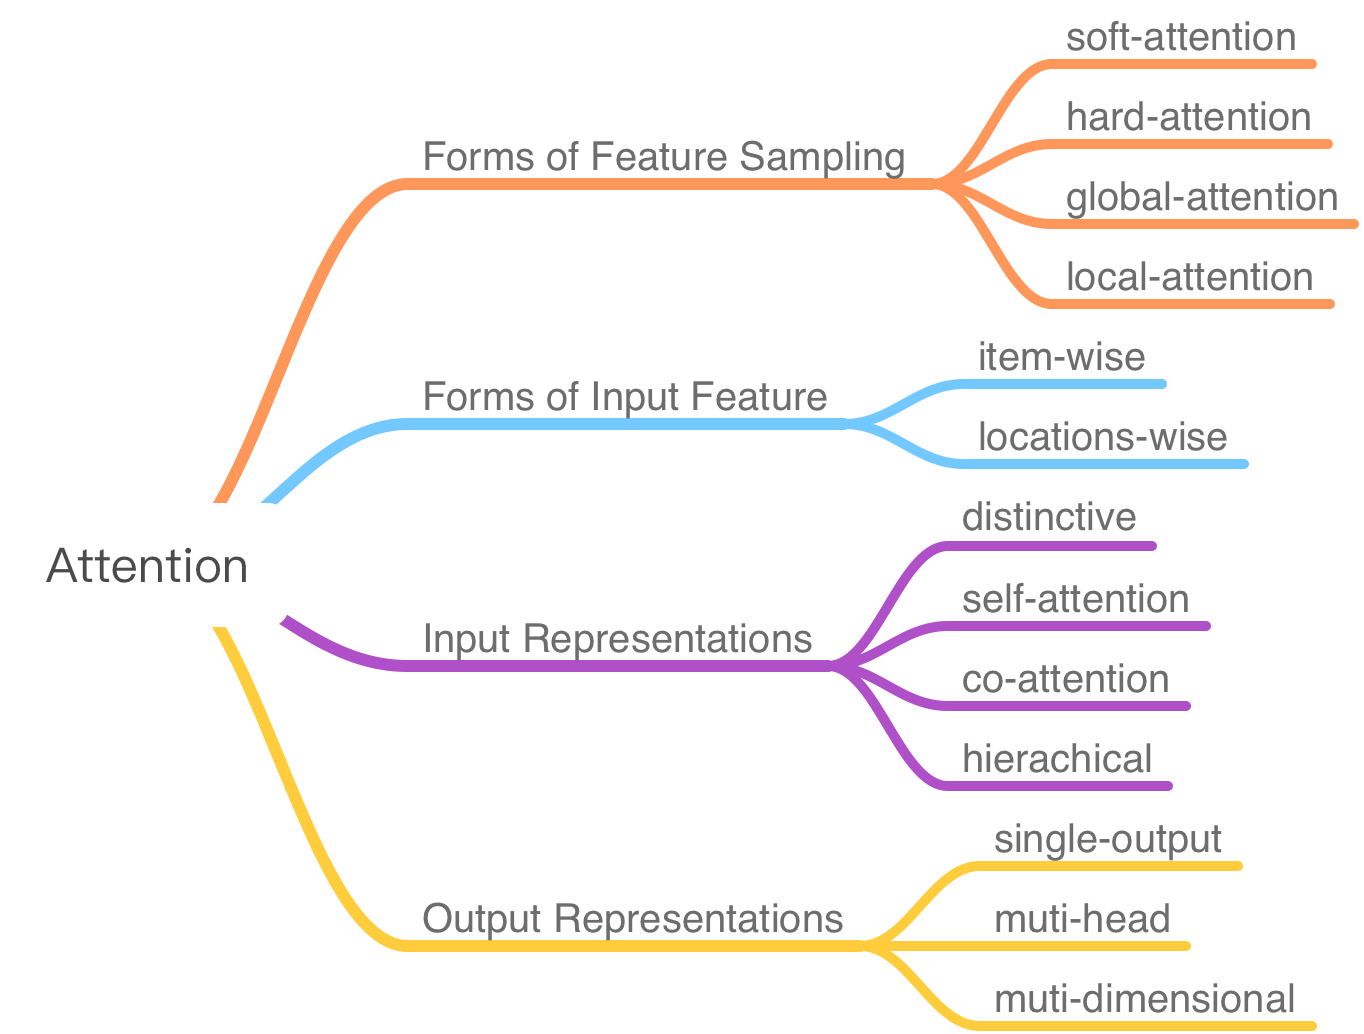 soft-attention
hard-attention
Forms of Feature Sampling
global-attention
local-attention
item-wise
Forms of Input Feature
locations-wise
distinctive
Attention
self-attention
Input Representations
co-attention
hierachical
single-output
Output Representations
muti-head
muti-dimensional